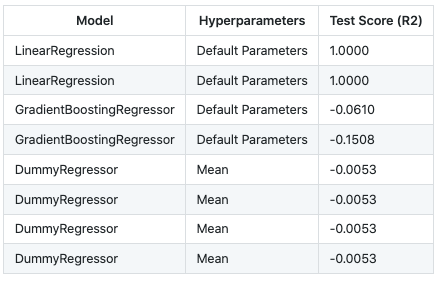 Model Hyperparameters Test Score (R2)
LinearRegression Default Parameters 1.0000
LinearRegression Default Parameters 1.0000
GradientBoostingRegressor Default Parameters -0.0610
GradientBoostingRegressor Default Parameters -0.1508
DummyRegressor Mean -0.0053
DummyRegressor Mean -0.0053
DummyRegressor Mean -0.0053
DummyRegressor Mean -0.0053